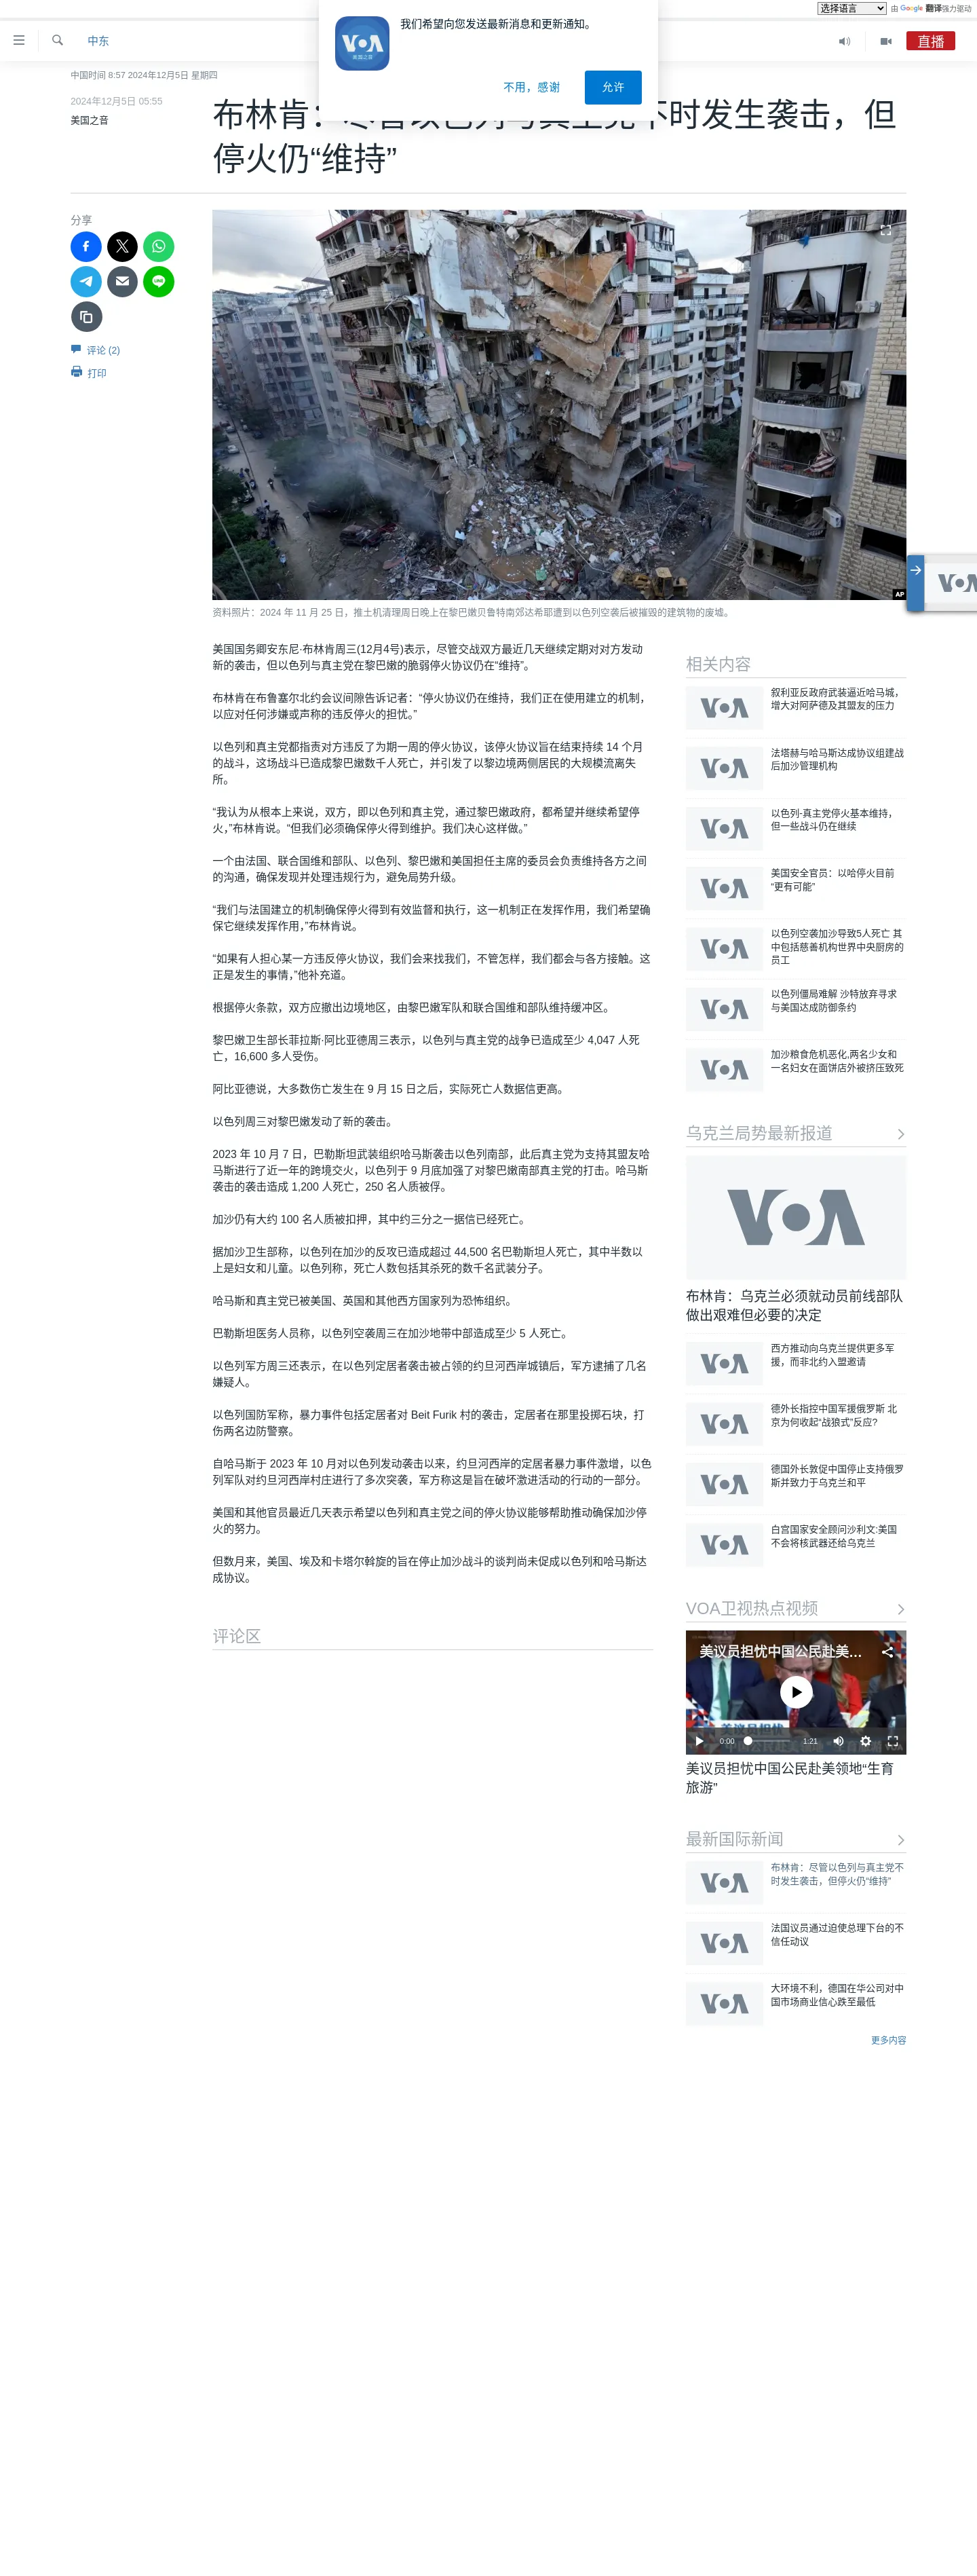 选择语言
由 Google 翻译强力驱动
VOA
美国之音
我们希望向您发送最新消息和更新通知。
不用，感谢
允许
中东
直播
中国时间 8:57 2024年12月5日 星期四
2024年12月5日 05:55
美国之音
不时发生袭击，但
停火仍“维持”
分享
评论 (2)
打印
AP
资料照片：2024 年 11 月 25 日，推土机清理周日晚上在黎巴嫩贝鲁特南郊达希耶遭到以色列空袭后被摧毁的建筑物的废墟。
美国国务卿安东尼·布林肯周三(12月4号)表示，尽管交战双方最近几天继续定期对对方发动
新的袭击，但以色列与真主党在黎巴嫩的脆弱停火协议仍在“维持”。
布林肯在布鲁塞尔北约会议间隙告诉记者：“停火协议仍在维持，我们正在使用建立的机制，
以应对任何涉嫌或声称的违反停火的担忧。”
以色列和真主党都指责对方违反了为期一周的停火协议，该停火协议旨在结束持续 14 个月
的战斗，这场战斗已造成黎巴嫩数千人死亡，并引发了以黎边境两侧居民的大规模流离失
所。
“我认为从根本上来说，双方，即以色列和真主党，通过黎巴嫩政府，都希望并继续希望停
火，”布林肯说。“但我们必须确保停火得到维护。我们决心这样做。”
一个由法国、联合国维和部队、以色列、黎巴嫩和美国担任主席的委员会负责维持各方之间
的沟通，确保发现并处理违规行为，避免局势升级。
“我们与法国建立的机制确保停火得到有效监督和执行，这一机制正在发挥作用，我们希望确
保它继续发挥作用，”布林肯说。
“如果有人担心某一方违反停火协议，我们会来找我们，不管怎样，我们都会与各方接触。这
正是发生的事情，”他补充道。
根据停火条款，双方应撤出边境地区，由黎巴嫩军队和联合国维和部队维持缓冲区。
黎巴嫩卫生部长菲拉斯·阿比亚德周三表示，以色列与真主党的战争已造成至少 4,047 人死
亡，16,600 多人受伤。
阿比亚德说，大多数伤亡发生在 9 月 15 日之后，实际死亡人数据信更高。
以色列周三对黎巴嫩发动了新的袭击。
2023 年 10 月 7 日，巴勒斯坦武装组织哈马斯袭击以色列南部，此后真主党为支持其盟友哈
马斯进行了近一年的跨境交火，以色列于 9 月底加强了对黎巴嫩南部真主党的打击。哈马斯
袭击的袭击造成 1,200 人死亡，250 名人质被俘。
加沙仍有大约 100 名人质被扣押，其中约三分之一据信已经死亡。
据加沙卫生部称，以色列在加沙的反攻已造成超过 44,500 名巴勒斯坦人死亡，其中半数以
上是妇女和儿童。以色列称，死亡人数包括其杀死的数千名武装分子。
哈马斯和真主党已被美国、英国和其他西方国家列为恐怖组织。
巴勒斯坦医务人员称，以色列空袭周三在加沙地带中部造成至少 5 人死亡。
以色列军方周三还表示，在以色列定居者袭击被占领的约旦河西岸城镇后，军方逮捕了几名
嫌疑人。
以色列国防军称，暴力事件包括定居者对 Beit Furik 村的袭击，定居者在那里投掷石块，打
伤两名边防警察。
自哈马斯于 2023 年 10 月对以色列发动袭击以来，约旦河西岸的定居者暴力事件激增，以色
列军队对约旦河西岸村庄进行了多次突袭，军方称这是旨在破坏激进活动的行动的一部分。
美国和其他官员最近几天表示希望以色列和真主党之间的停火协议能够帮助推动确保加沙停
火的努力。
但数月来，美国、埃及和卡塔尔斡旋的旨在停止加沙战斗的谈判尚未促成以色列和哈马斯达
成协议。
评论区
相关内容
VOA
叙利亚反政府武装逼近哈马城，
增大对阿萨德及其盟友的压力
VOA
法塔赫与哈马斯达成协议组建战
后加沙管理机构
VOA
以色列-真主党停火基本维持，
但一些战斗仍在继续
VOA
美国安全官员：以哈停火目前
“更有可能”
VOA
以色列空袭加沙导致5人死亡 其
中包括慈善机构世界中央厨房的
员工
VOA
以色列僵局难解 沙特放弃寻求
与美国达成防御条约
VOA
加沙粮食危机恶化,两名少女和
一名妇女在面饼店外被挤压致死
乌克兰局势最新报道
VOA
布林肯：乌克兰必须就动员前线部队
做出艰难但必要的决定
VOA
西方推动向乌克兰提供更多军
援，而非北约入盟邀请
VOA
德外长指控中国军援俄罗斯 北
京为何收起“战狼式”反应?
VOA
德国外长敦促中国停止支持俄罗
斯并致力于乌克兰和平
VOA
白宫国家安全顾问沙利文:美国
不会将核武器还给乌克兰
VOA卫视热点视频
美议员担忧中国公民赴美...
美议员担忧
0:00
1:21
美议员担忧中国公民赴美领地“生育
旅游”
最新国际新闻
VOA
布林肯：尽管以色列与真主党不
时发生袭击，但停火仍“维持”
VOA
法国议员通过迫使总理下台的不
信任动议
VOA
大环境不利，德国在华公司对中
国市场商业信心跌至最低
更多内容